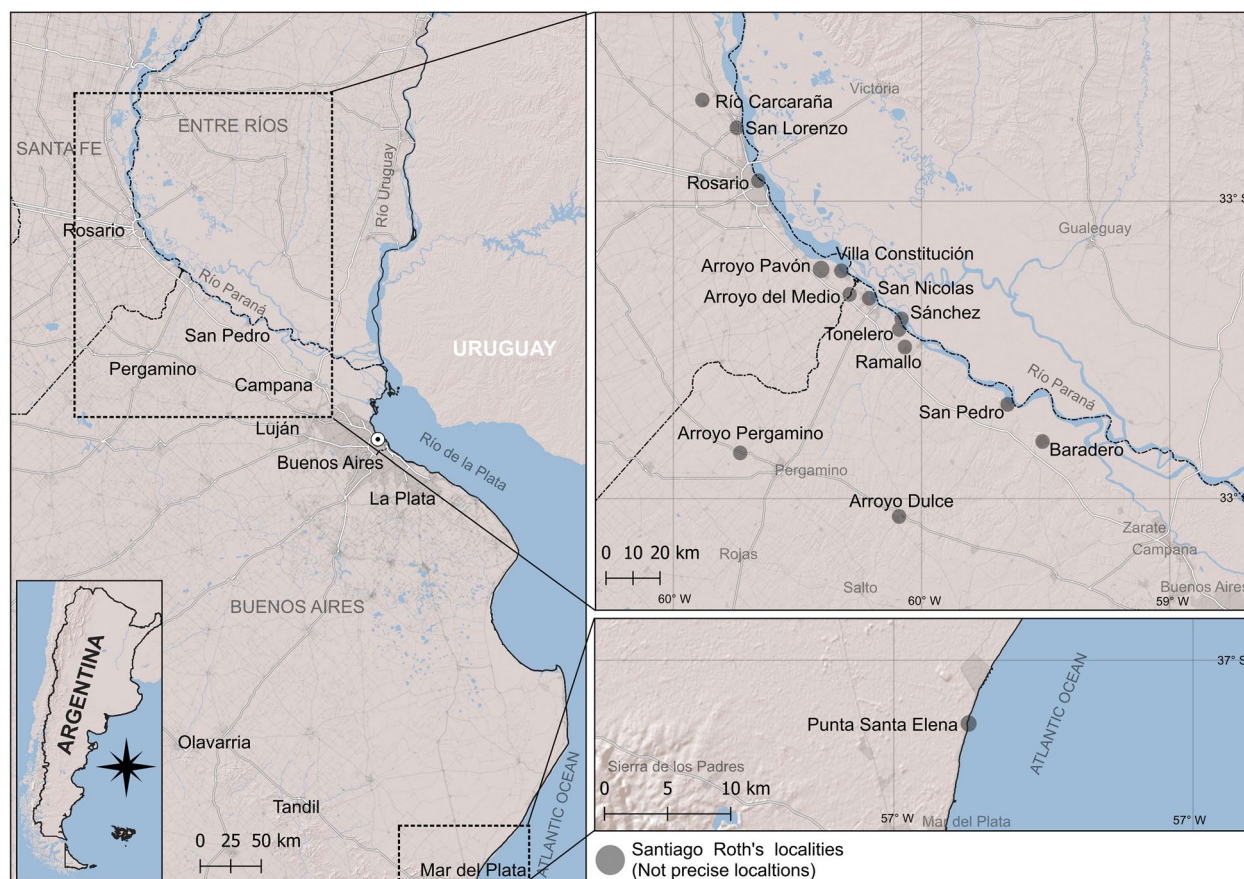 ENTRE RÍOS
SANTA FE
Río Uruguay
Rosario
Río Paraná
San Pedro
URUGUAY
Pergamino
Campana
Luján
Río de la Plata
Buenos Aires
La Plata
BUENOS AIRES
ARGENTINA
Olavarria
Tandil
0 25 50 km
ATLANTIC OCEAN
Mar del Plata
Río Carcaraña
Victória
San Lorenzo
Rosario
33° S
Gualeguay
Villa Constitución
Arroyo Pavón
San Nicolas
Arroyo del Medio
Sánchez
Tonelero
Ramallo
Río Paraná
San Pedro
Arroyo Pergamino
Baradero
Pergamino
Arroyo Dulce
33° S
Zarate
Campana
Rojas
0 10 20 km
Salto
Buenos Aires
60° W
60° W
59° W
37° S
Punta Santa Elena
ATLANTIC OCEAN
Sierra de los Padres
0 5 10 km
57° W
Mar del Plata
57° W
Santiago Roth's localities
(Not precise localtions)